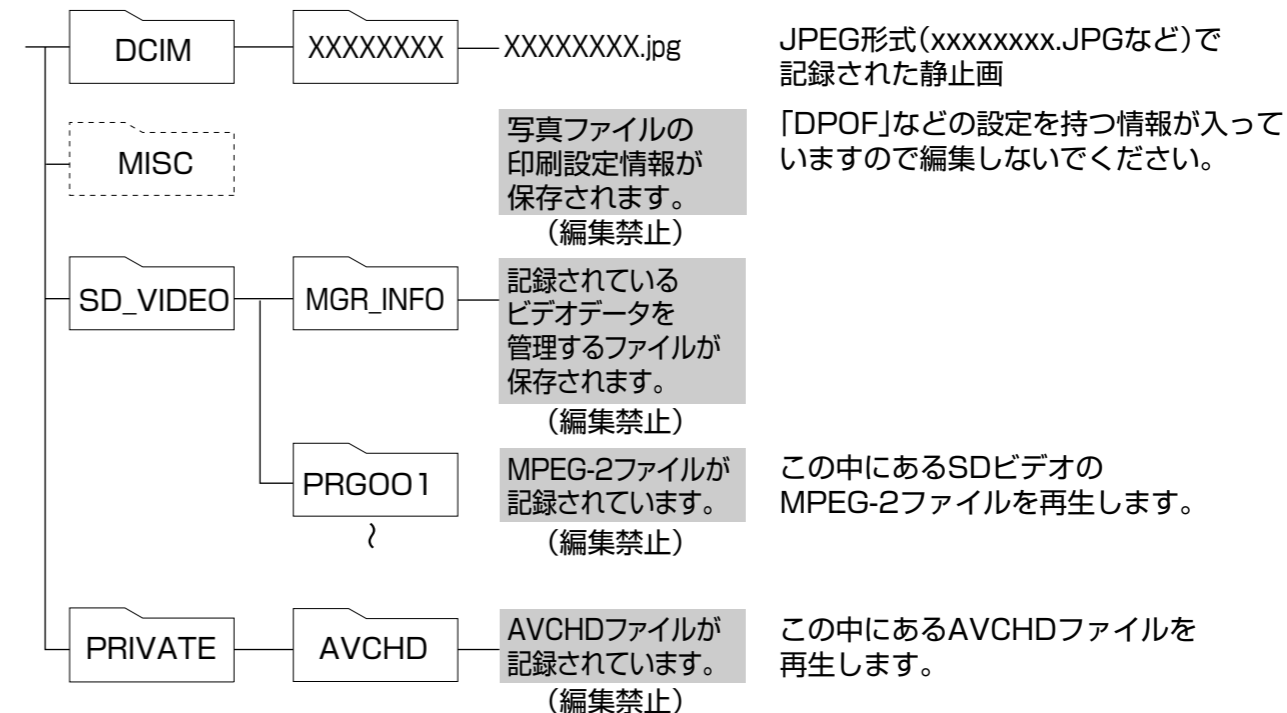 DCIM
XXXXXXXX
XXXXXXXX.jpg
JPEG形式(xxxxxxxx.JPGなど)で
記録された静止画
MISC
写真ファイルの
印刷設定情報が
保存されます。
(編集禁止)
「DPOF」などの設定を持つ情報が入って
いますので編集しないでください。
SD_VIDEO
MGR_INFO
記録されている
ビデオデータを
管理するファイルが
保存されます。
(編集禁止)
PRG001
~
MPEG-2ファイルが
記録されています。
(編集禁止)
この中にあるSDビデオの
MPEG-2ファイルを再生します。
PRIVATE
AVCHD
AVCHDファイルが
記録されています。
(編集禁止)
この中にあるAVCHDファイルを
再生します。